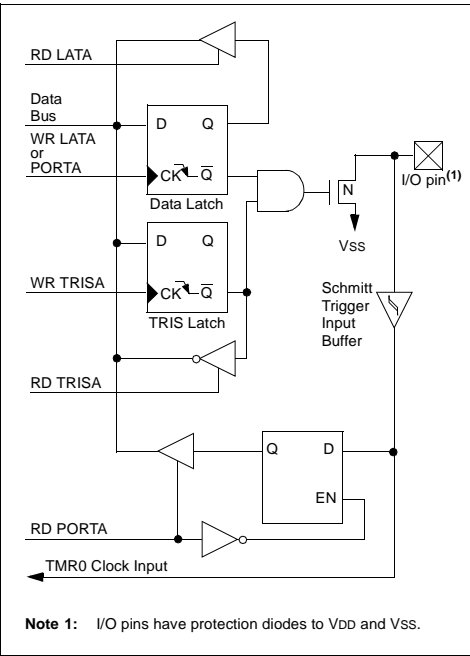 RD LATA
Data
Bus
WR LATA
or
PORTA
D Q
CK Q
Data Latch
N
I/O pin(1)
VSS
D Q
WR TRISA
CK Q
TRIS Latch
Schmitt
Trigger
Input
Buffer
RD TRISA
Q D
EN
RD PORTA
TMR0 Clock Input
Note 1: I/O pins have protection diodes to VDD and VSS.